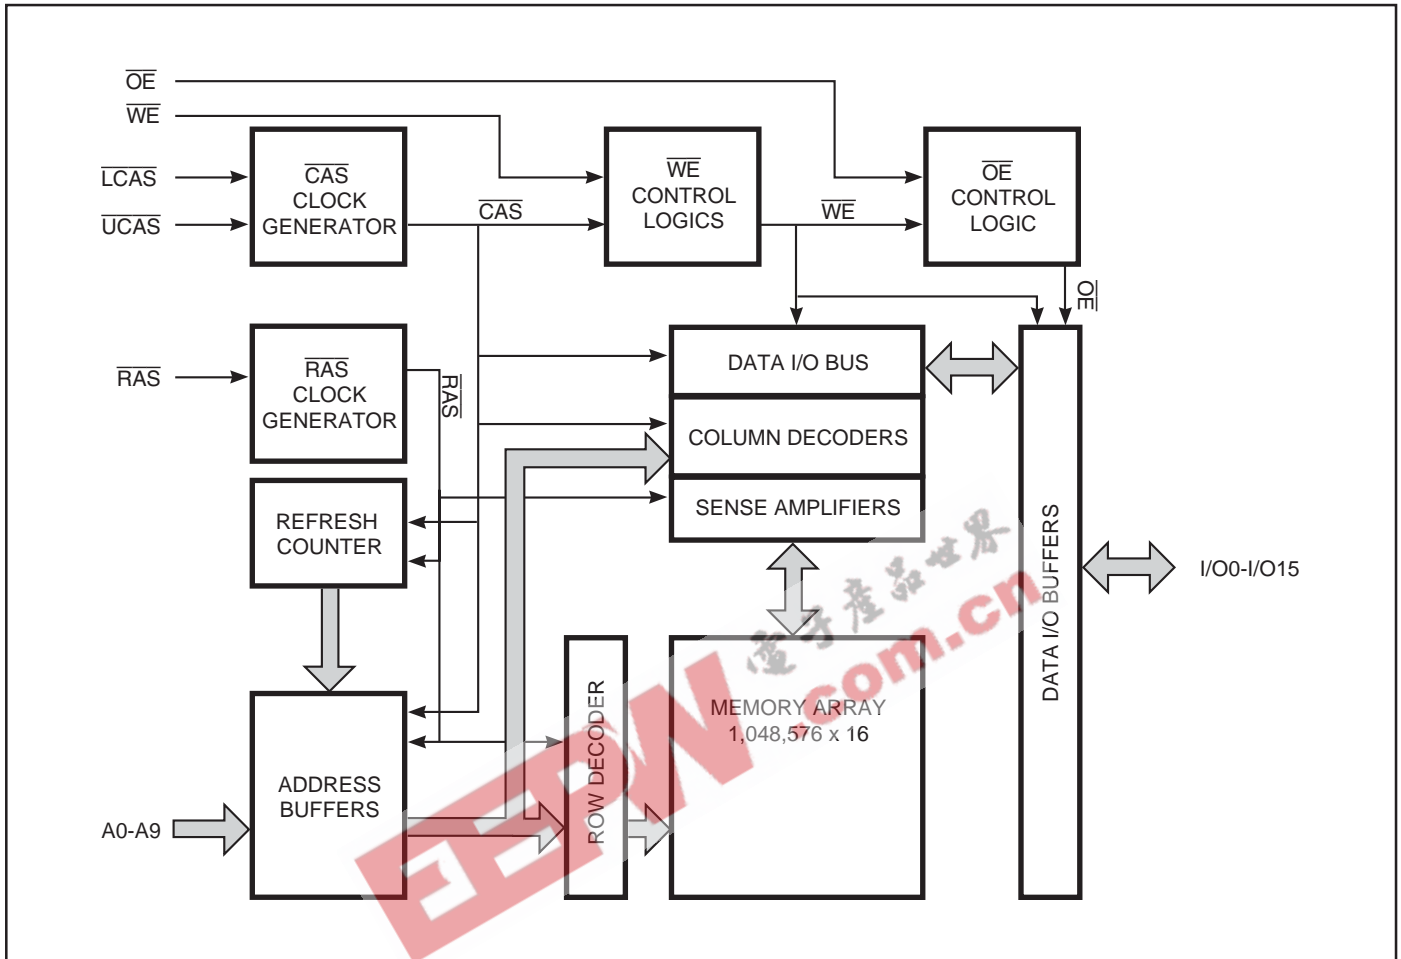 OE
WE
LCAS
UCAS
CAS
CLOCK
GENERATOR
CAS
WE
CONTROL
LOGICS
WE
OE
CONTROL
LOGIC
OE
RAS
RAS
CLOCK
GENERATOR
RAS
DATA I/O BUS
COLUMN DECODERS
SENSE AMPLIFIERS
REFRESH
COUNTER
DATA I/O BUFFERS
I/O0-I/O15
ROW DECODER
MEMORY ARRAY
1,048,576 x 16
ADDRESS
BUFFERS
A0-A9
EEPW
.com.cn
電子產品世界